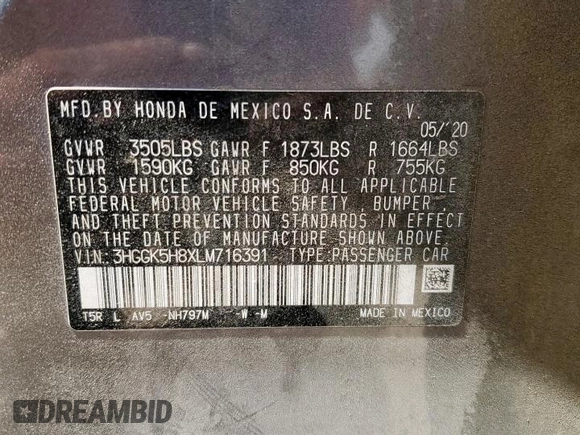 MFD.BY HONDA DE MEXICO S.A. DE C.V.
05/'20
GVWR 3505LBS GAWR F 1873LBS R 1664LBS
GVWR 1590KG GAWR F 850KG R 755KG
THIS VEHICLE CONFORMS TO ALL APPLICABLE
FEDERAL MOTOR VEHICLE SAFETY, BUMPER,
AND THEFT PREVENTION STANDARDS IN EFFECT
ON THE DATE OF MANUFACTURE SHOWN ABOVE.
V.I.N: 3HGGK5H8XLM716391 TYPE:PASSENGER CAR
T5R L AV5 -NH797M -W -M MADE IN MEXICO
DREAMBID